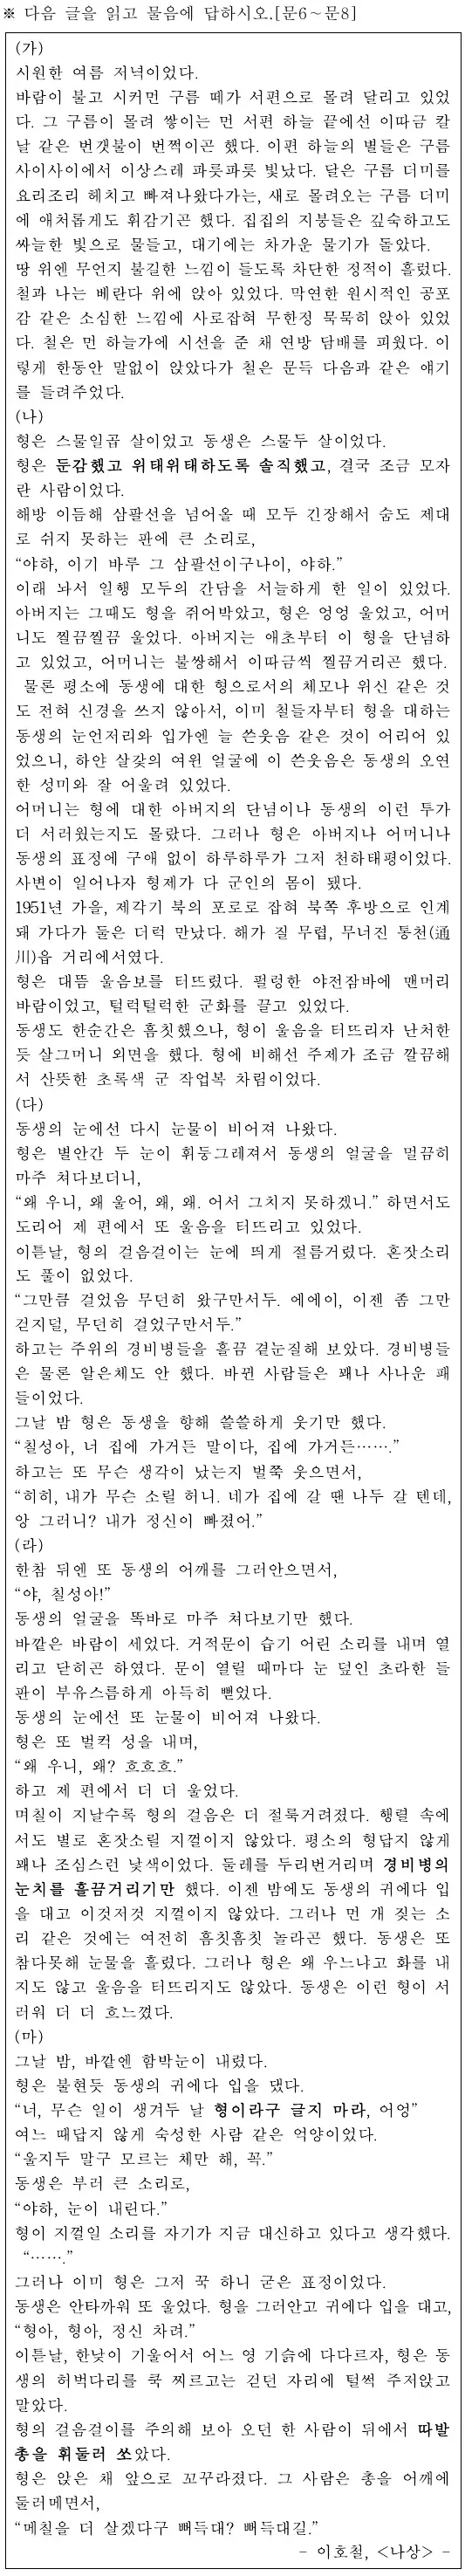 ※ 다음 글을 읽고 물음에 답하시오.[문6～문8]
(가)
시원한 여름 저녁이었다.
바람이 불고 시커먼 구름 떼가 서편으로 몰려 달리고 있었
다. 그 구름이 몰려 쌓이는 먼 서편 하늘 끝에선 이따금 칼
날 같은 번갯불이 번쩍이곤 했다. 이편 하늘의 별들은 구름
사이사이에서 이상스레 파릇파릇 빛났다. 달은 구름 더미를
요리조리 헤치고 빠져나왔다가는, 새로 몰려오는 구름 더미
에 애처롭게도 휘감기곤 했다. 집집의 지붕들은 깊숙하고도
싸늘한 빛으로 물들고, 대기에는 차가운 물기가 돌았다.
땅 위엔 무언지 불길한 느낌이 들도록 차단한 정적이 흘렀다.
철과 나는 베란다 위에 앉아 있었다. 막연한 원시적인 공포
감 같은 소심한 느낌에 사로잡혀 무한정 묵묵히 앉아 있었
다. 철은 먼 하늘가에 시선을 준 채 연방 담배를 피웠다. 이
렇게 한동안 말없이 앉았다가 철은 문득 다음과 같은 얘기
를 들려주었다.
(나)
형은 스물일곱 살이었고 동생은 스물두 살이었다.
형은 둔감했고 위태위태하도록 솔직했고, 결국 조금 모자
란 사람이었다.
해방 이듬해 삼팔선을 넘어올 때 모두 긴장해서 숨도 제대
로 쉬지 못하는 판에 큰 소리로,
“야하, 이기 바루 그 삼팔선이구나이, 야하.”
이래 놔서 일행 모두의 간담을 서늘하게 한 일이 있었다.
아버지는 그때도 형을 쥐어박았고, 형은 엉엉 울었고, 어머
니도 찔끔찔끔 울었다. 아버지는 애초부터 이 형을 단념하
고 있었고, 어머니는 불쌍해서 이따금씩 찔끔거리곤 했다.
물론 평소에 동생에 대한 형으로서의 체모나 위신 같은 것
도 전혀 신경을 쓰지 않아서, 이미 철들자부터 형을 대하는
동생의 눈언저리와 입가엔 늘 쓴웃음 같은 것이 어리어 있
었으니, 하얀 살갗의 여윈 얼굴에 이 쓴웃음은 동생의 오연
한 성미와 잘 어울려 있었다.
어머니는 형에 대한 아버지의 단념이나 동생의 이런 투가
더 서러웠는지도 몰랐다. 그러나 형은 아버지나 어머니나
동생의 표정에 구애 없이 하루하루가 그저 천하태평이었다.
사변이 일어나자 형제가 다 군인의 몸이 됐다.
1951년 가을, 제각기 북의 포로로 잡혀 북쪽 후방으로 인계
돼 가다가 둘은 더럭 만났다. 해가 질 무렵, 무너진 통천(通
川)읍 거리에서였다.
형은 대뜸 울음보를 터뜨렸다. 펄렁한 야전잠바에 맨머리
바람이었고, 털럭털럭한 군화를 끌고 있었다.
동생도 한순간은 흠칫했으나, 형이 울음을 터뜨리자 난처한
듯 살그머니 외면을 했다. 형에 비해선 주제가 조금 깔끔해
서 산뜻한 초록색 군 작업복 차림이었다.
(다)
동생의 눈에선 다시 눈물이 비어져 나왔다.
형은 별안간 두 눈이 휘둥그레져서 동생의 얼굴을 멀끔히
마주 쳐다보더니,
“왜 우니, 왜 울어, 왜, 왜. 어서 그치지 못하겠니.” 하면서도
도리어 제 편에서 또 울음을 터뜨리고 있었다.
이튿날, 형의 걸음걸이는 눈에 띄게 절름거렸다. 혼잣소리
도 풀이 없었다.
“그만큼 걸었음 무던히 왔구만서두. 에에이, 이젠 좀 그만
걷지덜, 무던히 걸었구만서두.”
하고는 주위의 경비병들을 흘끔 곁눈질해 보았다. 경비병들
은 물론 알은체도 안 했다. 바뀐 사람들은 꽤나 사나운 패
들이었다.
그날 밤 형은 동생을 향해 쓸쓸하게 웃기만 했다.
“칠성아, 너 집에 가거든 말이다, 집에 가거든…….”
하고는 또 무슨 생각이 났는지 벌쭉 웃으면서,
“히히, 내가 무슨 소릴 허니. 네가 집에 갈 땐 나두 갈 텐데,
앙 그러니? 내가 정신이 빠졌어.”
(라)
한참 뒤엔 또 동생의 어깨를 그러안으면서,
“야, 칠성아!”
동생의 얼굴을 똑바로 마주 쳐다보기만 했다.
바깥은 바람이 세었다. 거적문이 습기 어린 소리를 내며 열
리고 닫히곤 하였다. 문이 열릴 때마다 눈 덮인 초라한 들
판이 부유스름하게 아득히 뻗었다.
동생의 눈에선 또 눈물이 비어져 나왔다.
형은 또 벌컥 성을 내며,
“왜 우니, 왜? 흐흐흐.”
하고 제 편에서 더 더 울었다.
며칠이 지날수록 형의 걸음은 더 절룩거려졌다. 행렬 속에
서도 별로 혼잣소릴 지껄이지 않았다. 평소의 형답지 않게
꽤나 조심스런 낯색이었다. 둘레를 두리번거리며 경비병의
눈치를 흘끔거리기만 했다. 이젠 밤에도 동생의 귀에다 입
을 대고 이것저것 지껄이지 않았다. 그러나 먼 개 짖는 소
리 같은 것에는 여전히 흠칫흠칫 놀라곤 했다. 동생은 또
참다못해 눈물을 흘렸다. 그러나 형은 왜 우느냐고 화를 내
지도 않고 울음을 터뜨리지도 않았다. 동생은 이런 형이 서
러워 더 더 흐느꼈다.
(마)
그날 밤, 바깥엔 함박눈이 내렸다.
형은 불현듯 동생의 귀에다 입을 댔다.
“너, 무슨 일이 생겨두 날 형이라구 글지 마라, 어엉”
여느 때답지 않게 숙성한 사람 같은 억양이었다.
“울지두 말구 모르는 체만 해, 꼭.”
동생은 부러 큰 소리로,
“야하, 눈이 내린다.”
형이 지껄일 소리를 자기가 지금 대신하고 있다고 생각했다.
“…….”
그러나 이미 형은 그저 꾹 하니 굳은 표정이었다.
동생은 안타까워 또 울었다. 형을 그러안고 귀에다 입을 대고,
“형아, 형아, 정신 차려.”
이튿날, 한낮이 기울어서 어느 영 기슭에 다다르자, 형은 동
생의 허벅다리를 쿡 찌르고는 걷던 자리에 털썩 주저앉고
말았다.
형의 걸음걸이를 주의해 보아 오던 한 사람이 뒤에서 따발
총을 휘둘러 쏘았다.
형은 앉은 채 앞으로 꼬꾸라졌다. 그 사람은 총을 어깨에
둘러메면서,
“메칠을 더 살겠다구 뻐득대? 뻐득대길.”
- 이호철, <나상> -